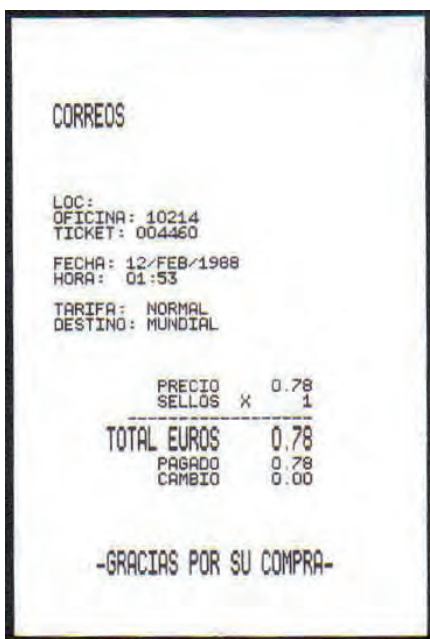 CORREOS
LOC:
OFICINA: 10214
TICKET: 004460
FECHA: 12/FEB/1988
HORA: 01:53
TARIFA: NORMAL
DESTINO: MUNDIAL
PRECIO 0.78
SELLOS X 1
TOTAL EUROS 0.78
PAGADO 0.78
CAMBIO 0.00
-GRACIAS POR SU COMPRA-